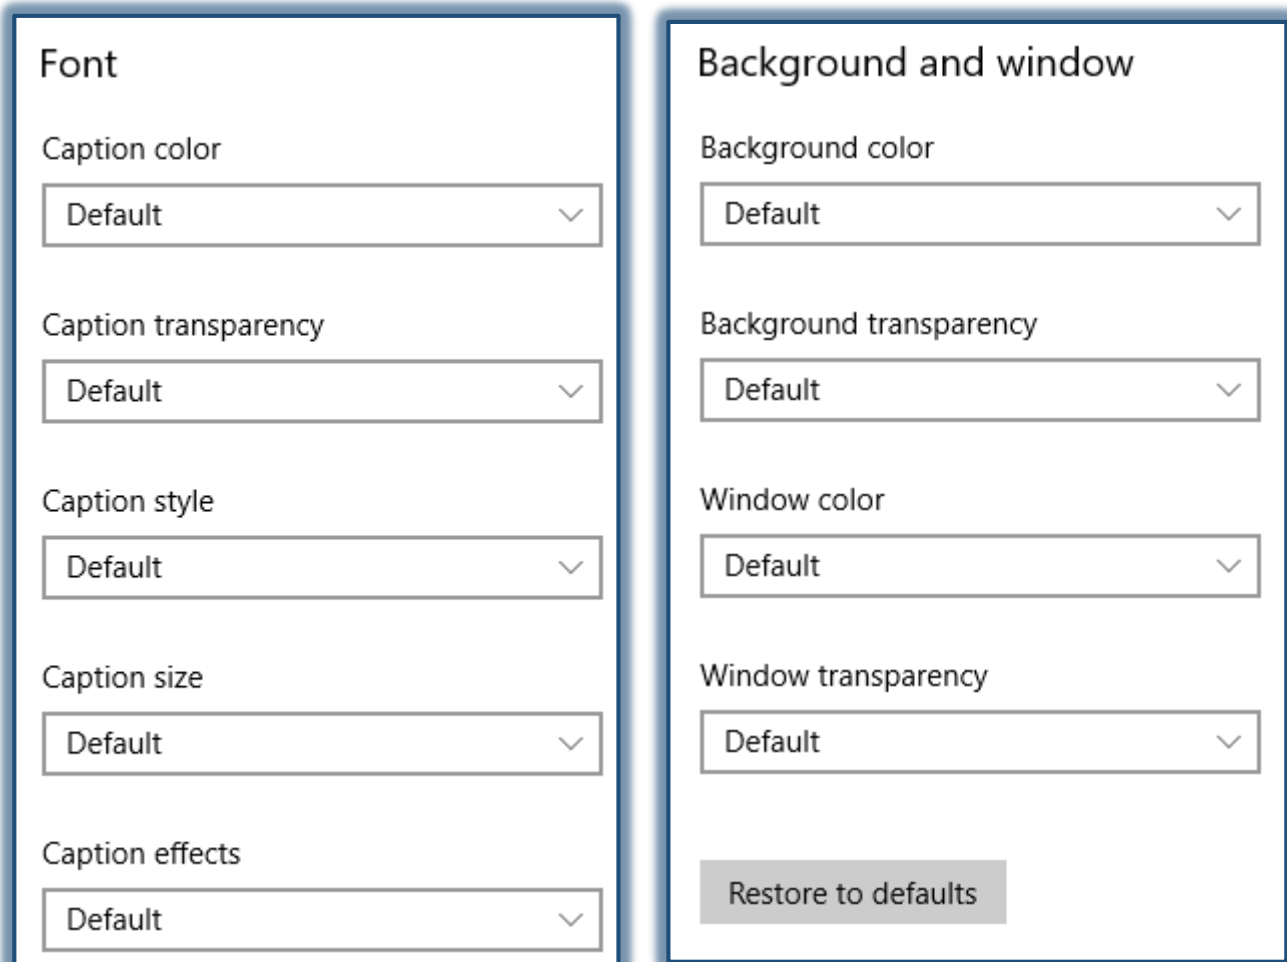 Font
Caption color
Default
Caption transparency
Default
Caption style
Default
Caption size
Default
Caption effects
Default
Background and window
Background color
Default
Background transparency
Default
Window color
Default
Window transparency
Default
Restore to defaults